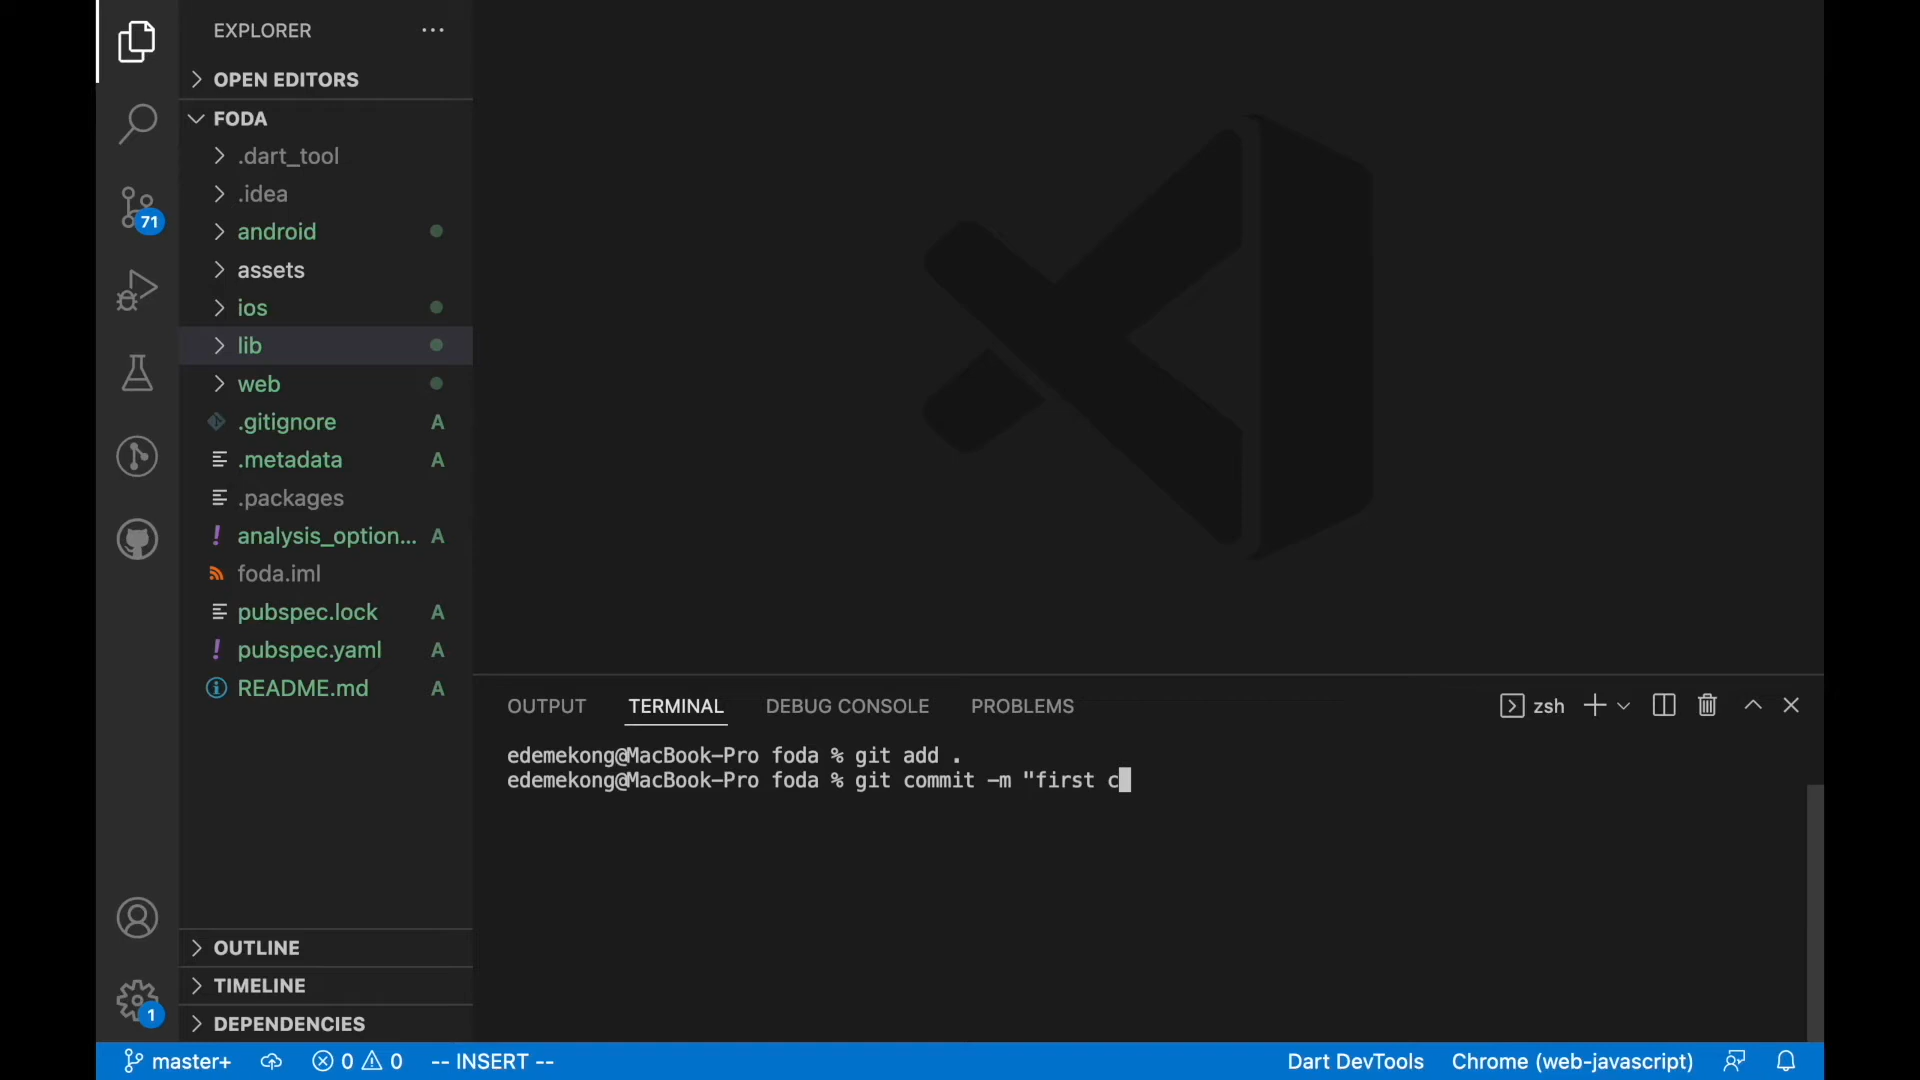 EXPLORER
OPEN EDITORS
FODA
.dart_tool
.idea
android
assets
ios
lib
web
.gitignore A
.metadata A
.packages
analysis_option... A
foda.iml
pubspec.lock A
pubspec.yaml A
README.md A
OUTLINE
TIMELINE
DEPENDENCIES
71
1
OUTPUT TERMINAL DEBUG CONSOLE PROBLEMS zsh
edemekong@MacBook-Pro foda % git add .
edemekong@MacBook-Pro foda % git commit -m "first c
master+ 0 0 -- INSERT -- Dart DevTools Chrome (web-javascript)